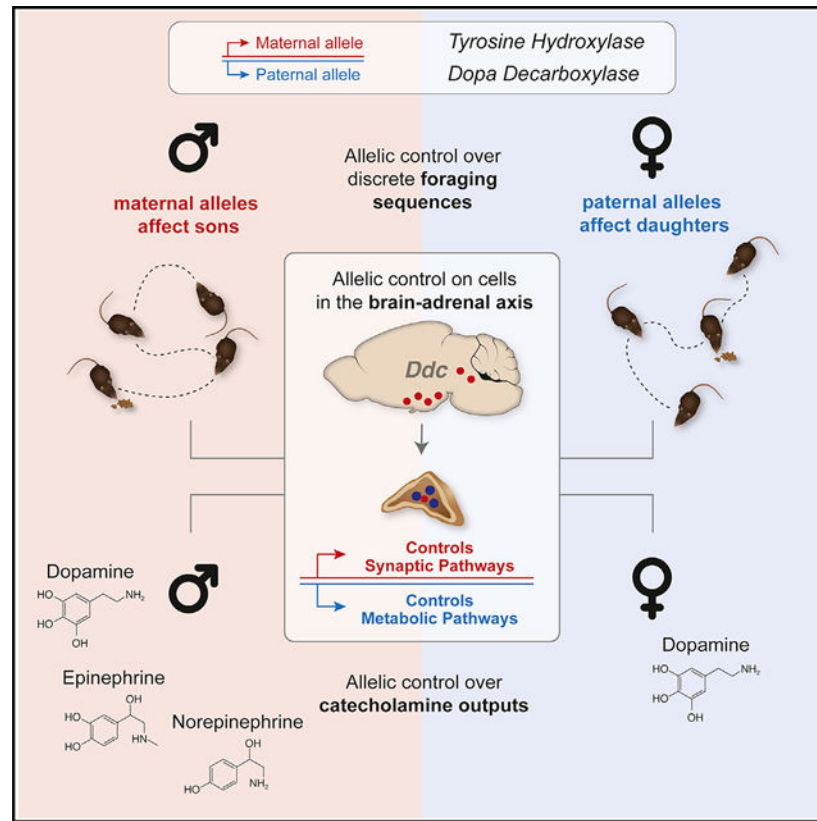 Maternal allele
Paternal allele
Tyrosine Hydroxylase
Dopa Decarboxylase
Allelic control over
discrete foraging
sequences
maternal alleles
affect sons
paternal alleles
affect daughters
Allelic control on cells
in the brain-adrenal axis
Ddc
Controls
Synaptic Pathways
Controls
Metabolic Pathways
Dopamine
HO
NH2
HO
OH
Epinephrine
OH
HO
HO
HN
Norepinephrine
OH
HO
NH2
Allelic control over
catecholamine outputs
Dopamine
HO
NH2
HO
OH